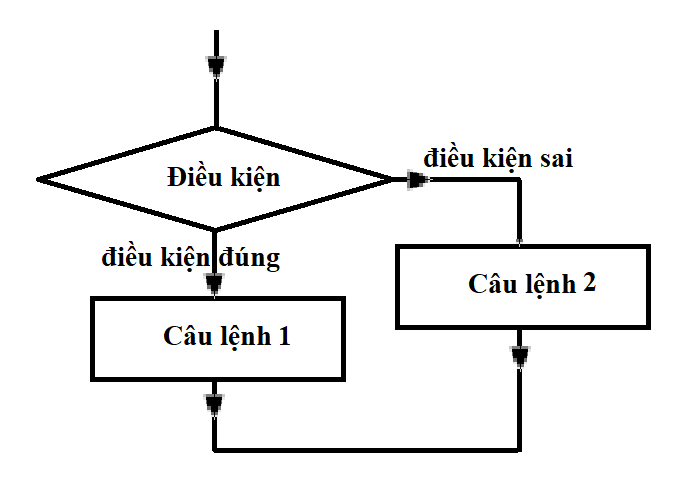 điều kiện sai
Điều kiện
điều kiện đúng
Câu lệnh 2
Câu lệnh 1